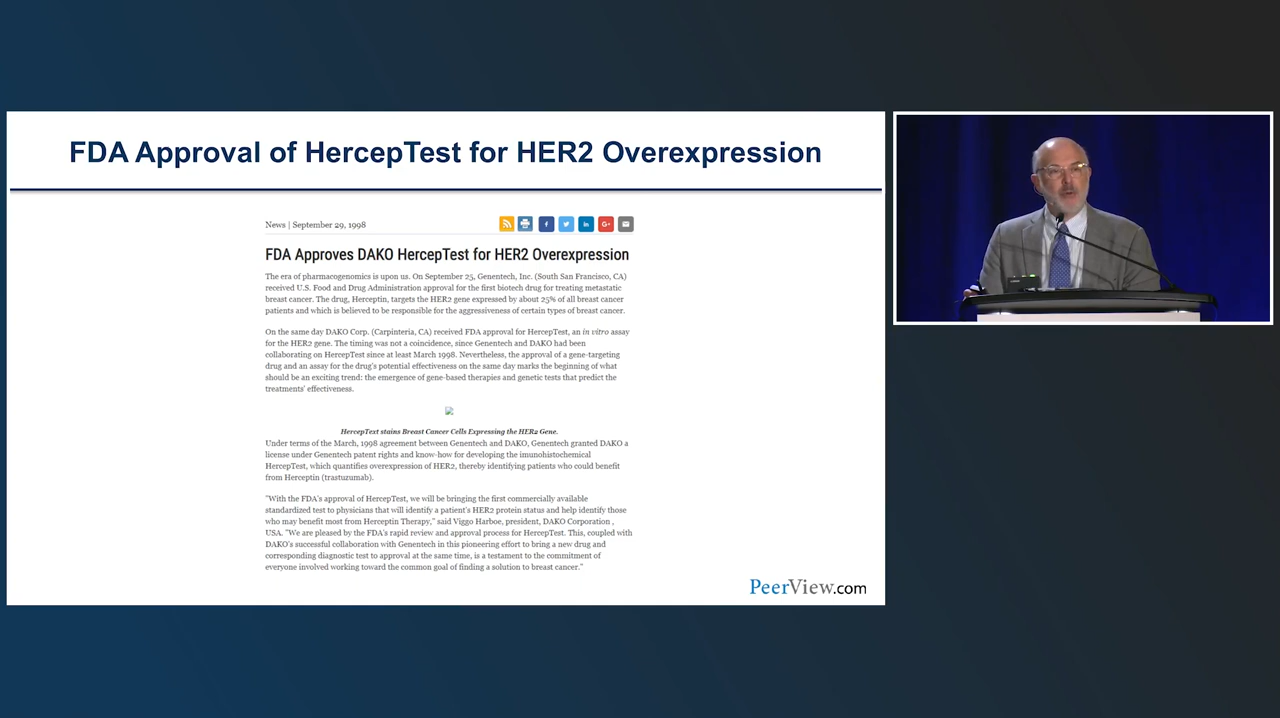 FDA Approval of HercepTest for HER2 Overexpression
News | September 29, 1998
FDA Approves DAKO HercepTest for HER2 Overexpression
The era of pharmacogenomics is upon us. On September 25, Genentech, Inc. (South San Francisco, CA)
received U.S. Food and Drug Administration approval for the first biotech drug for treating metastatic
breast cancer. The drug, Herceptin, targets the HER2 gene expressed by about 25% of all breast cancer
patients and which is believed to be responsible for the aggressiveness of certain types of breast cancer.
On the same day DAKO Corp. (Carpinteria, CA) received FDA approval for HercepTest, an in vitro assay
for the HER2 gene. The timing was not a coincidence, since Genentech and DAKO had been
collaborating on HercepTest since at least March 1998. Nevertheless, the approval of a gene-targeting
drug and an assay for the drug's potential effectiveness on the same day marks the beginning of what
should be an exciting trend: the emergence of gene-based therapies and genetic tests that predict the
treatments' effectiveness.
HercepText stains Breast Cancer Cells Expressing the HER2 Gene.
Under terms of the March, 1998 agreement between Genentech and DAKO, Genentech granted DAKO a
license under Genentech patent rights and know-how for developing the imunohistochemical
HercepTest, which quantifies overexpression of HER2, thereby identifying patients who could benefit
from Herceptin (trastuzumab).
"With the FDA's approval of HercepTest, we will be bringing the first commercially available
standardized test to physicians that will identify a patient's HER2 protein status and help identify those
who may benefit most from Herceptin Therapy," said Viggo Harboe, president, DAKO Corporation ,
USA. "We are pleased by the FDA's rapid review and approval process for HercepTest. This, coupled with
DAKO's successful collaboration with Genentech in this pioneering effort to bring a new drug and
corresponding diagnostic test to approval at the same time, is a testament to the commitment of
everyone involved working toward the common goal of finding a solution to breast cancer."
PeerView.com